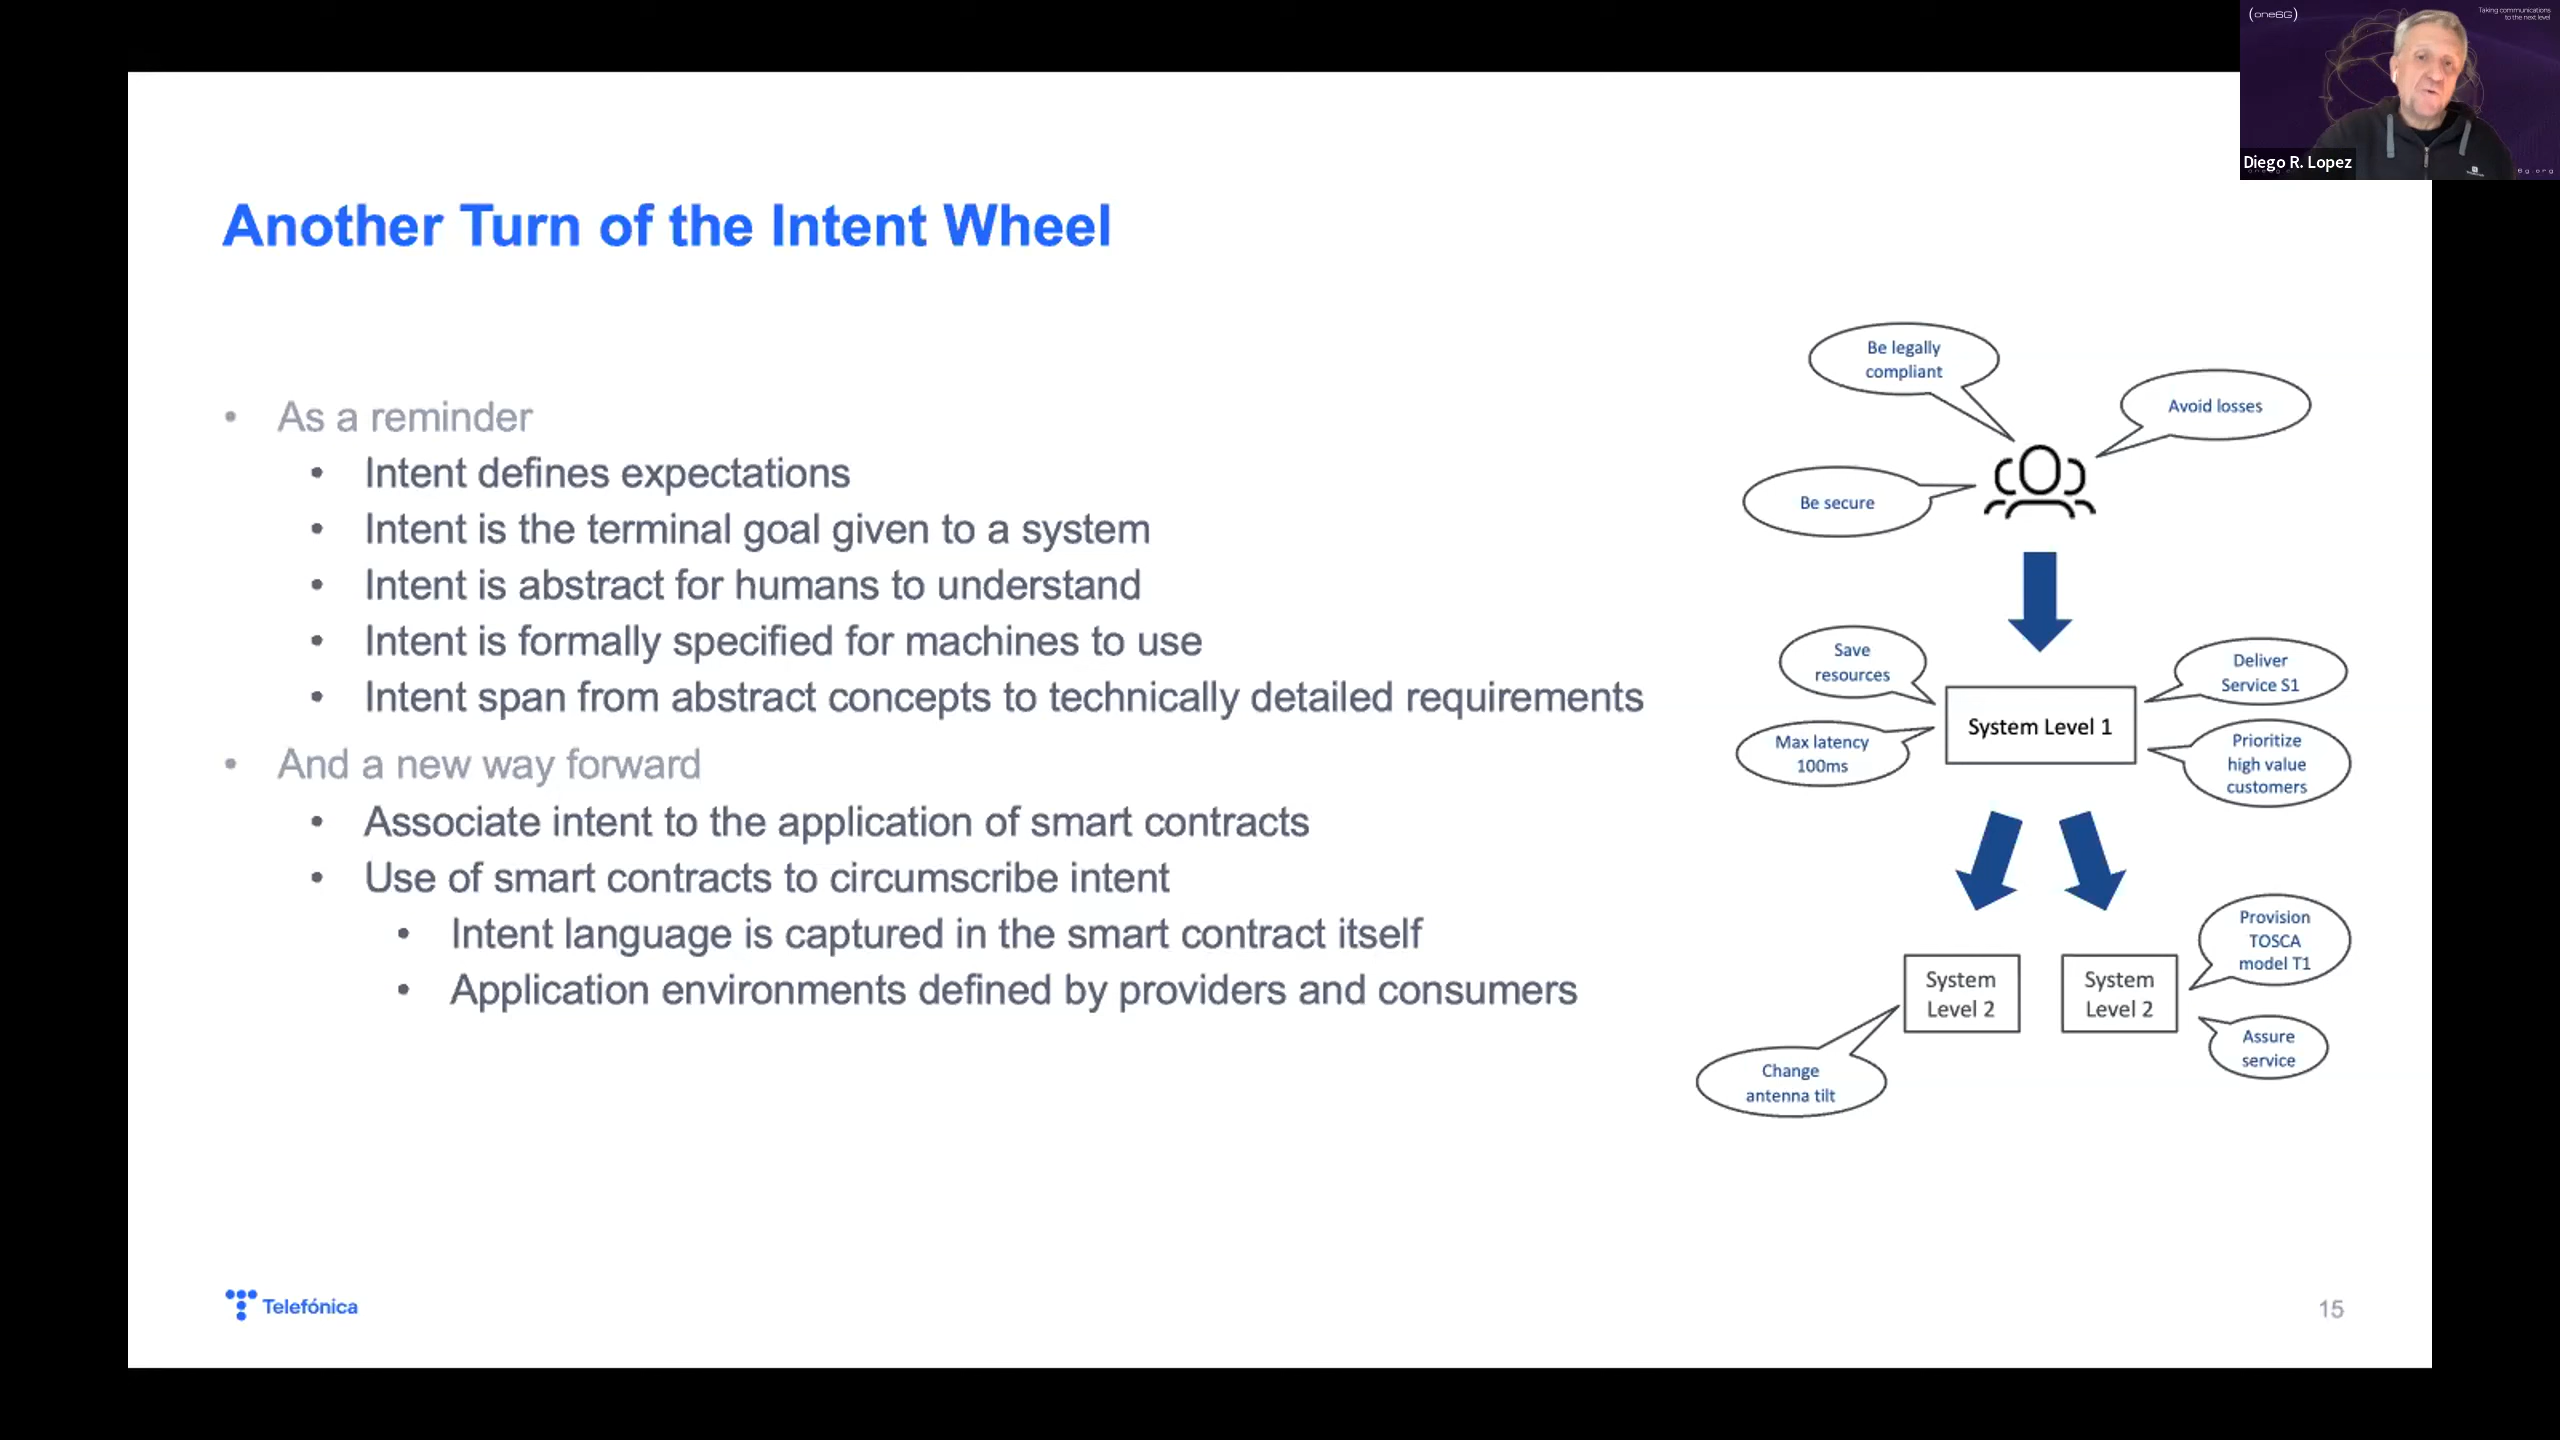 (one6G)
Taking communications
to the next level
Diego R. Lopez
Another Turn of the Intent Wheel
• As a reminder
• Intent defines expectations
• Intent is the terminal goal given to a system
• Intent is abstract for humans to understand
• Intent is formally specified for machines to use
• Intent span from abstract concepts to technically detailed requirements
• And a new way forward
• Associate intent to the application of smart contracts
• Use of smart contracts to circumscribe intent
• Intent language is captured in the smart contract itself
• Application environments defined by providers and consumers
Be legally
compliant
Avoid losses
Be secure
Save
resources
Deliver
Service S1
System Level 1
Max latency
100ms
Prioritize
high value
customers
Provision
TOSCA
model T1
System
Level 2
System
Level 2
Assure
service
Change
antenna tilt
Telefónica
15